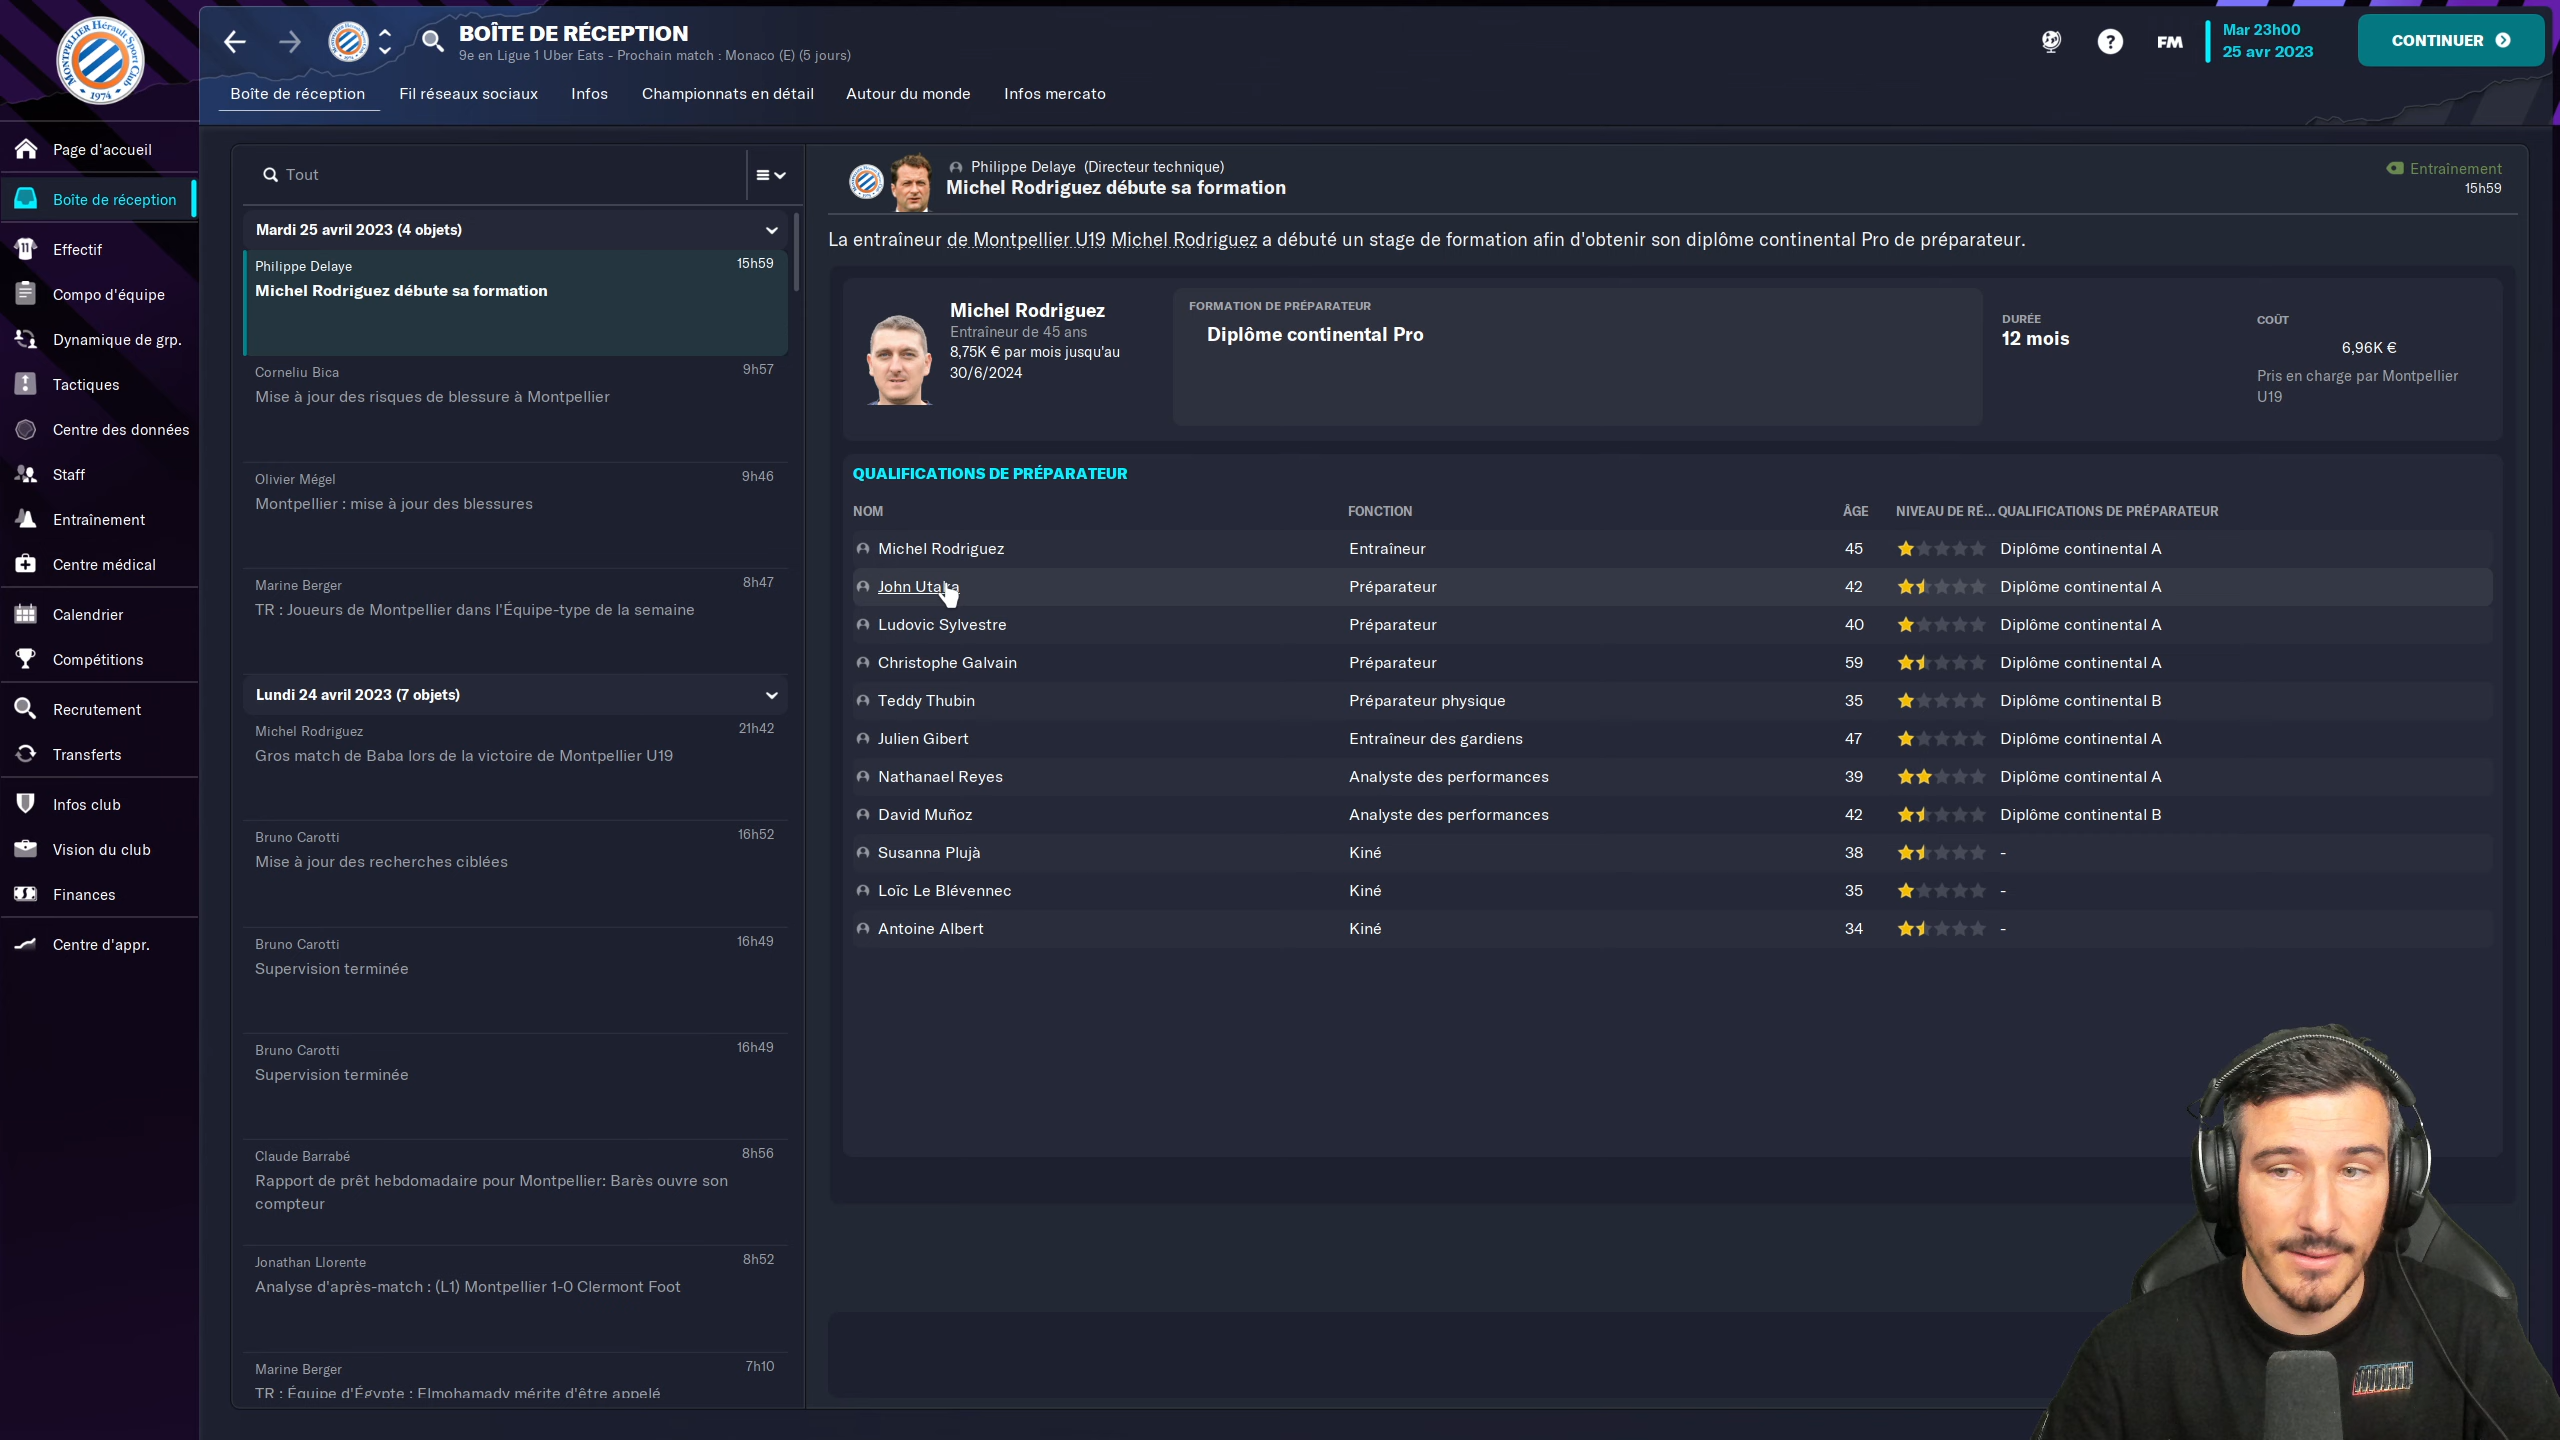 MONTPELLIER Hérault Sport Club
1974
BOÎTE DE RÉCEPTION
9e en Ligue 1 Uber Eats - Prochain match : Monaco (E) (5 jours)
FM
Mar 23h00
25 avr 2023
CONTINUER
Boîte de réception
Fil réseaux sociaux
Infos
Championnats en détail
Autour du monde
Infos mercato
Page d'accueil
Boîte de réception
Effectif
Compo d'équipe
Dynamique de grp.
Tactiques
Centre des données
Staff
Entraînement
Centre médical
Calendrier
Compétitions
Recrutement
Transferts
Infos club
Vision du club
Finances
Centre d'appr.
Tout
Mardi 25 avril 2023 (4 objets)
Philippe Delaye 15h59
Michel Rodriguez débute sa formation
Corneliu Bica 9h57
Mise à jour des risques de blessure à Montpellier
Olivier Mégel 9h46
Montpellier : mise à jour des blessures
Marine Berger 8h47
TR : Joueurs de Montpellier dans l'Équipe-type de la semaine
Lundi 24 avril 2023 (7 objets)
Michel Rodriguez 21h42
Gros match de Baba lors de la victoire de Montpellier U19
Bruno Carotti 16h52
Mise à jour des recherches ciblées
Bruno Carotti 16h49
Supervision terminée
Bruno Carotti 16h49
Supervision terminée
Claude Barrabé 8h56
Rapport de prêt hebdomadaire pour Montpellier: Barès ouvre son
compteur
Jonathan Llorente 8h52
Analyse d'après-match : (L1) Montpellier 1-0 Clermont Foot
Marine Berger 7h10
TR : Équipe d'Égypte : Elmohamady mérite d'être appelé
Philippe Delaye (Directeur technique)
Michel Rodriguez débute sa formation
Entraînement
15h59
La entraîneur de Montpellier U19 Michel Rodriguez a débuté un stage de formation afin d'obtenir son diplôme continental Pro de préparateur.
Michel Rodriguez
Entraîneur de 45 ans
8,75K € par mois jusqu'au
30/6/2024
FORMATION DE PRÉPARATEUR
Diplôme continental Pro
DURÉE
12 mois
COÛT
6,96K €
Pris en charge par Montpellier
U19
QUALIFICATIONS DE PRÉPARATEUR
NOM FONCTION ÂGE NIVEAU DE RÉ... QUALIFICATIONS DE PRÉPARATEUR
Michel Rodriguez Entraîneur 45 Diplôme continental A
John Utaka Préparateur 42 Diplôme continental A
Ludovic Sylvestre Préparateur 40 Diplôme continental A
Christophe Galvain Préparateur 59 Diplôme continental A
Teddy Thubin Préparateur physique 35 Diplôme continental B
Julien Gibert Entraîneur des gardiens 47 Diplôme continental A
Nathanael Reyes Analyste des performances 39 Diplôme continental A
David Muñoz Analyste des performances 42 Diplôme continental B
Susanna Plujà Kiné 38 -
Loïc Le Blévennec Kiné 35 -
Antoine Albert Kiné 34 -